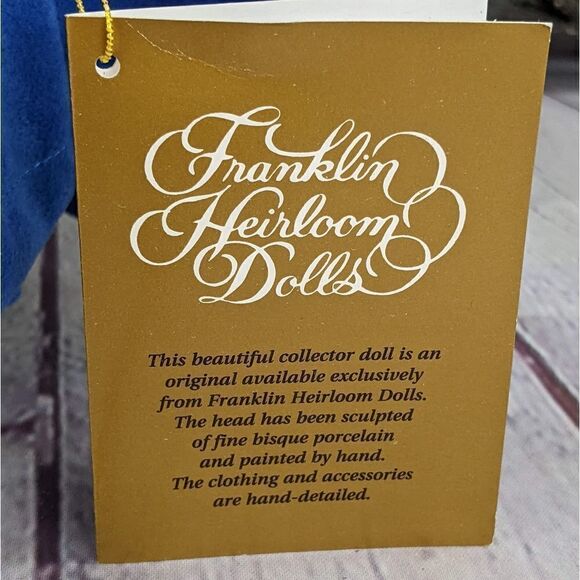 Franklin
Heirloom
Dolls
This beautiful collector doll is an
original available exclusively
from Franklin Heirloom Dolls.
The head has been sculpted
of fine bisque porcelain
and painted by hand.
The clothing and accessories
are hand-detailed.